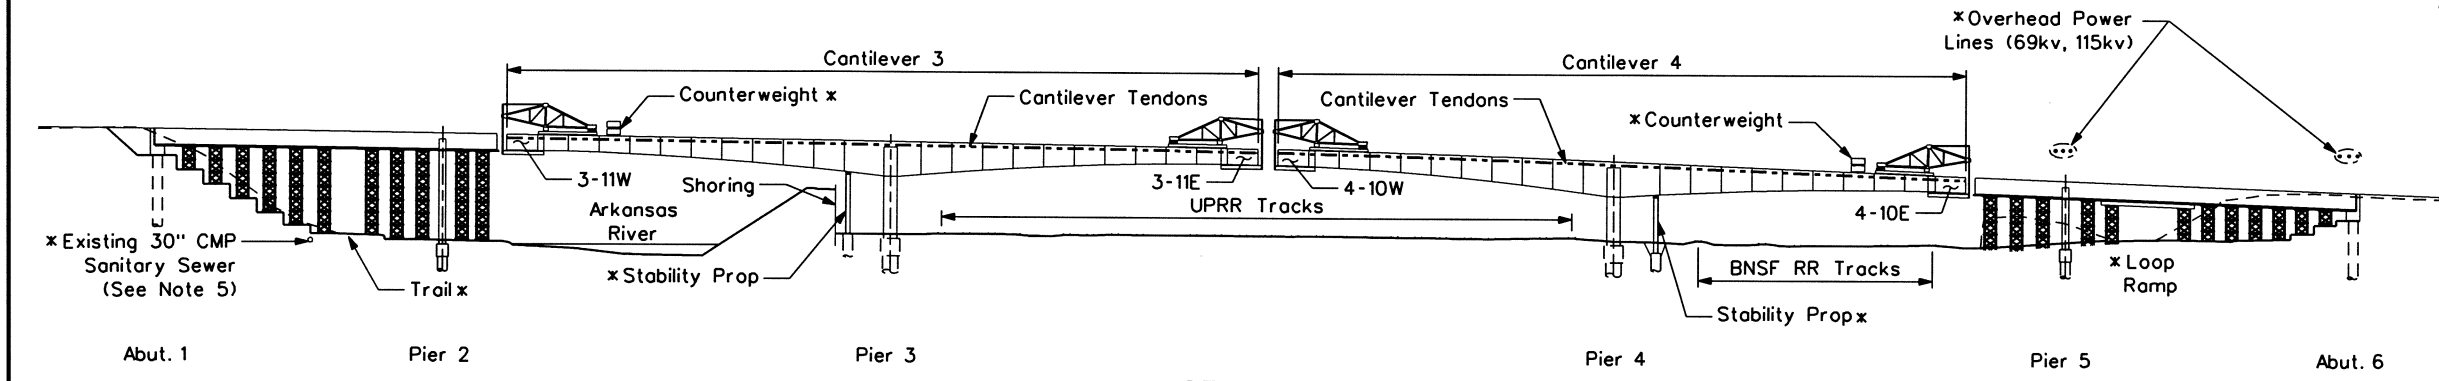 *Overhead Power
Lines (69kv, 115kv)
Cantilever 3
Cantilever 4
Counterweight *
Cantilever Tendons
Cantilever Tendons
*Counterweight
3-11W
Shoring
3-11E
4-10W
4-10E
UPRR Tracks
Arkansas
River
*Existing 30" CMP
Sanitary Sewer
(See Note 5)
Trail*
*Stability Prop
BNSF RR Tracks
*Loop
Ramp
Stability Prop*
Abut. 1
Pier 2
Pier 3
Pier 4
Pier 5
Abut. 6